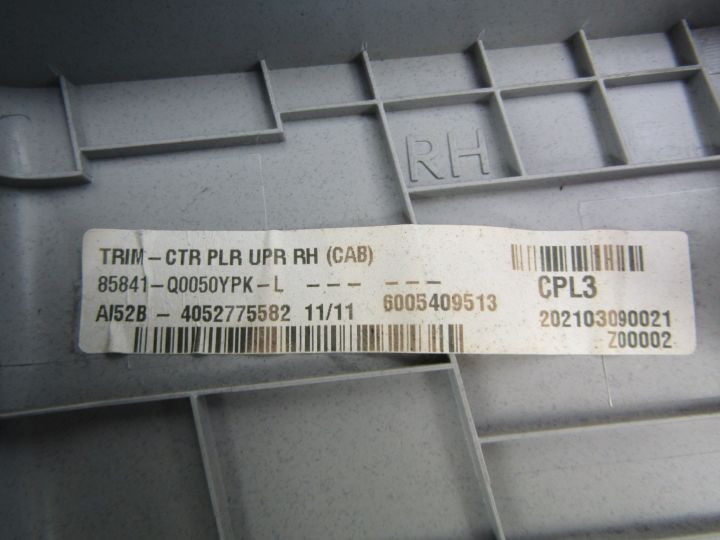 RH
TRIM-CTR PLR UPR RH (CAB)
85841-Q0050YPK-L --- ---
AI52B - 4052775582 11/11 6005409513
CPL3
202103090021
Z00002